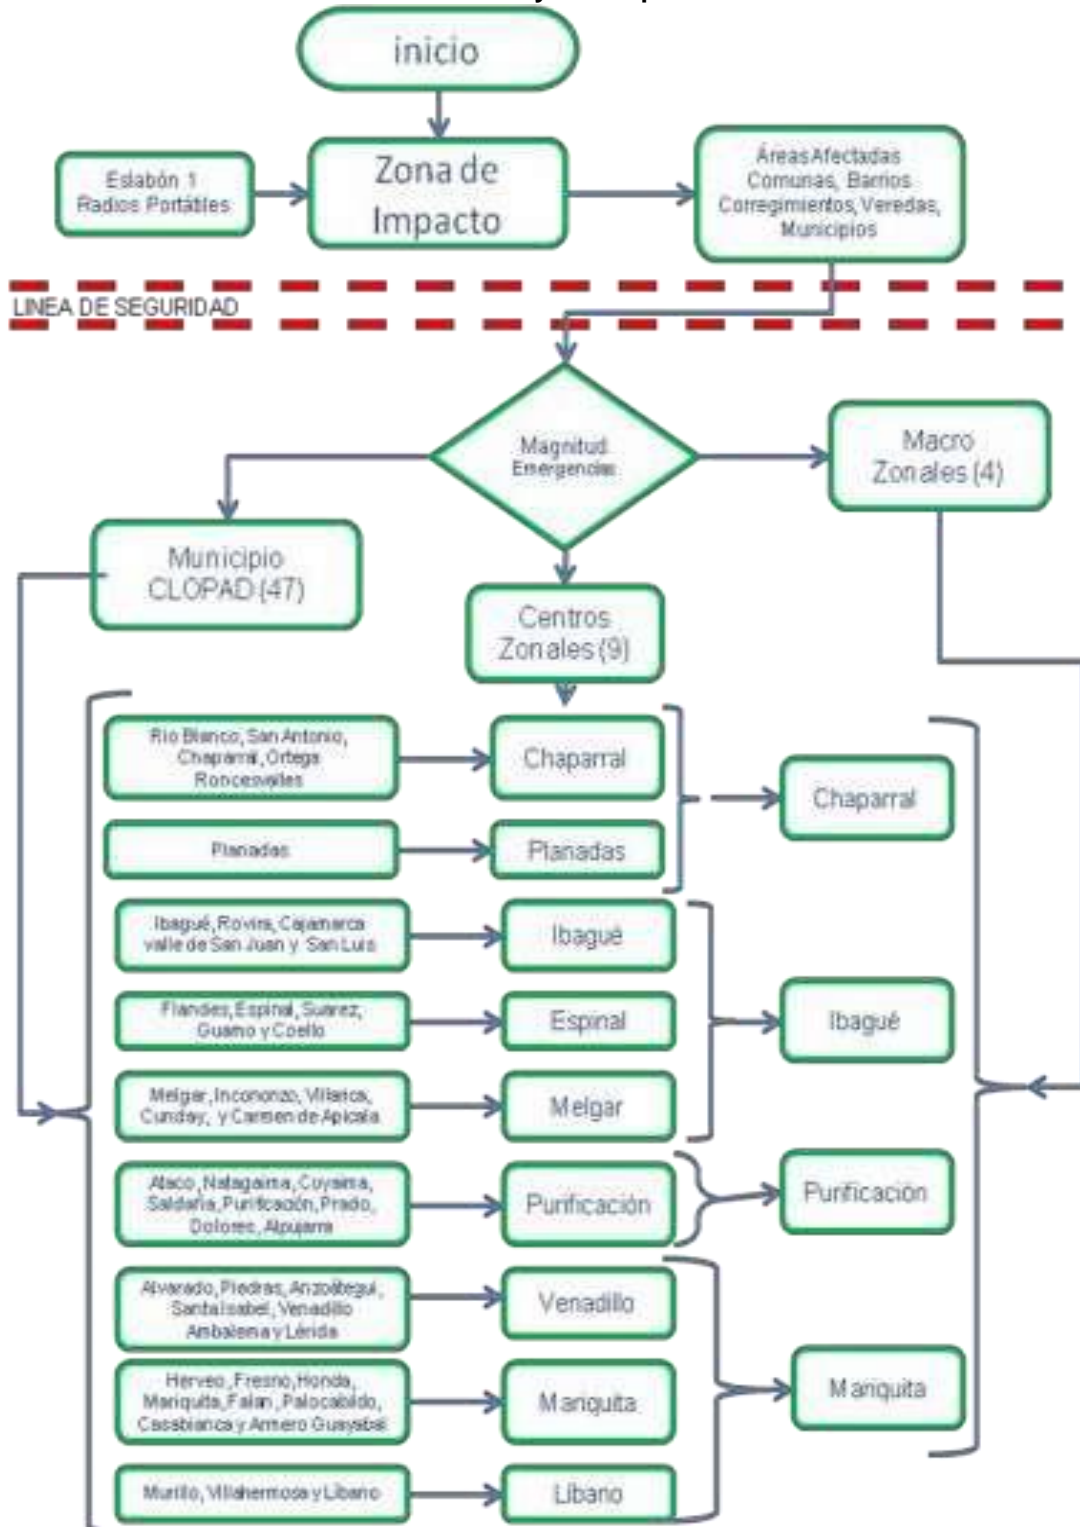 inicio
Eslabón 1
Radios Portátiles
Zona de
Impacto
Áreas Afectadas
Comunas, Barrios
Corregimientos, Veredas,
Municipios
LINEA DE SEGURIDAD
Magnitud
Emergencias
Macro
Zonales (4)
Municipio
CLOPAD (47)
Centros
Zonales (9)
Rio Blanco, San Antonio,
Chaparral, Ortega
Roncesvalles
Chaparral
Chaparral
Planadas
Planadas
Ibagué, Rovira, Cajamarca
valle de San Juan y San Luis
Ibagué
Flandes, Espinal, Suarez,
Guamo y Coello
Espinal
Ibagué
Melgar, Incononzo, Villarica,
Cunday, y Carmen de Apicala
Melgar
Ataco, Natagaima, Coyaima,
Saldaña, Purificación, Prado,
Dolores, Alpujarra
Purificación
Purificación
Alvarado, Piedras, Anzoátegui,
Santa Isabel, Venadillo
Ambalema y Lérida
Venadillo
Herveo, Fresno, Honda,
Mariquita, Falan, Palocabildo,
Casabianca y Armero Guayabal
Mariquita
Mariquita
Murillo, Villahermosa y Líbano
Líbano